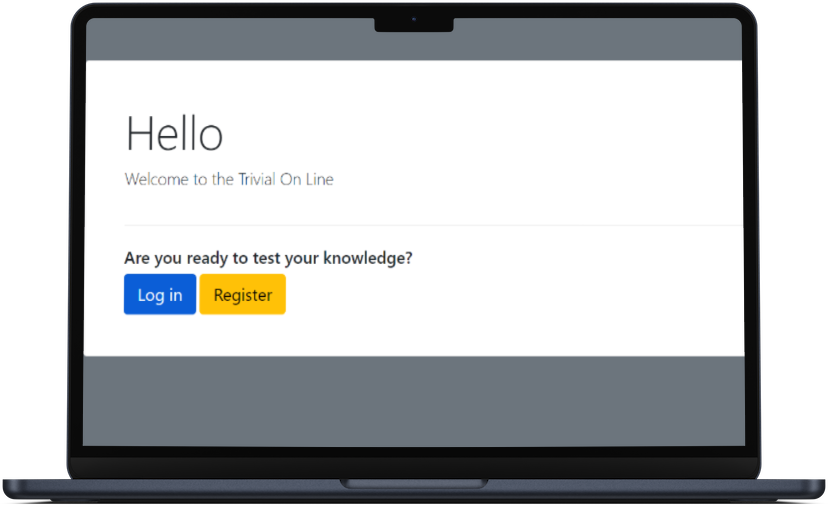 Hello
Welcome to the Trivial On Line
Are you ready to test your knowledge?
Log in Register